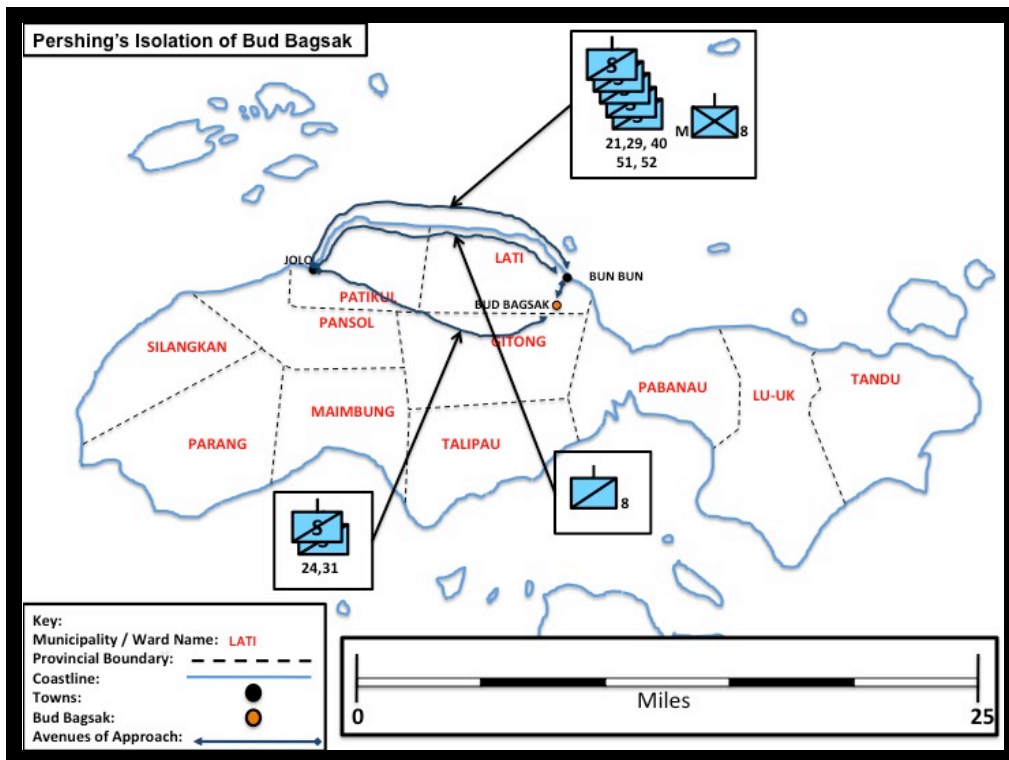 Pershing's Isolation of Bud Bagsak
S
S
S
S
S
21,29, 40
51, 52
M
8
JOLO
LATI
BUN BUN
BUD BAGSAK
PATIKUL
PANSOL
GITONG
SILANGKAN
PABANAU
LU-UK
TANDU
MAIMBUNG
PARANG
TALIPAU
8
S
S
24,31
Key:
Municipality / Ward Name: LATI
Provincial Boundary:
Coastline:
Towns:
Bud Bagsak:
Avenues of Approach:
Miles
0
25